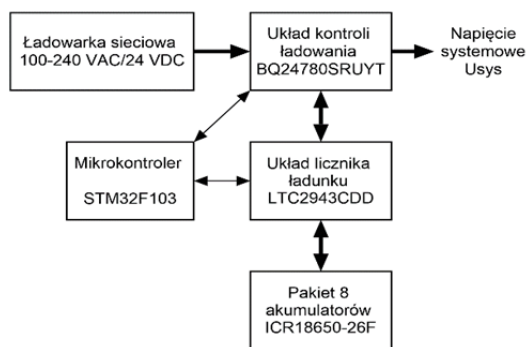 Ładowarka sieciowa
100-240 VAC/24 VDC
Układ kontroli
ładowania
BQ24780SRUYT
Napięcie
systemowe
Usys
Mikrokontroler
STM32F103
Układ licznika
ładunku
LTC2943CDD
Pakiet 8
akumulatorów
ICR18650-26F